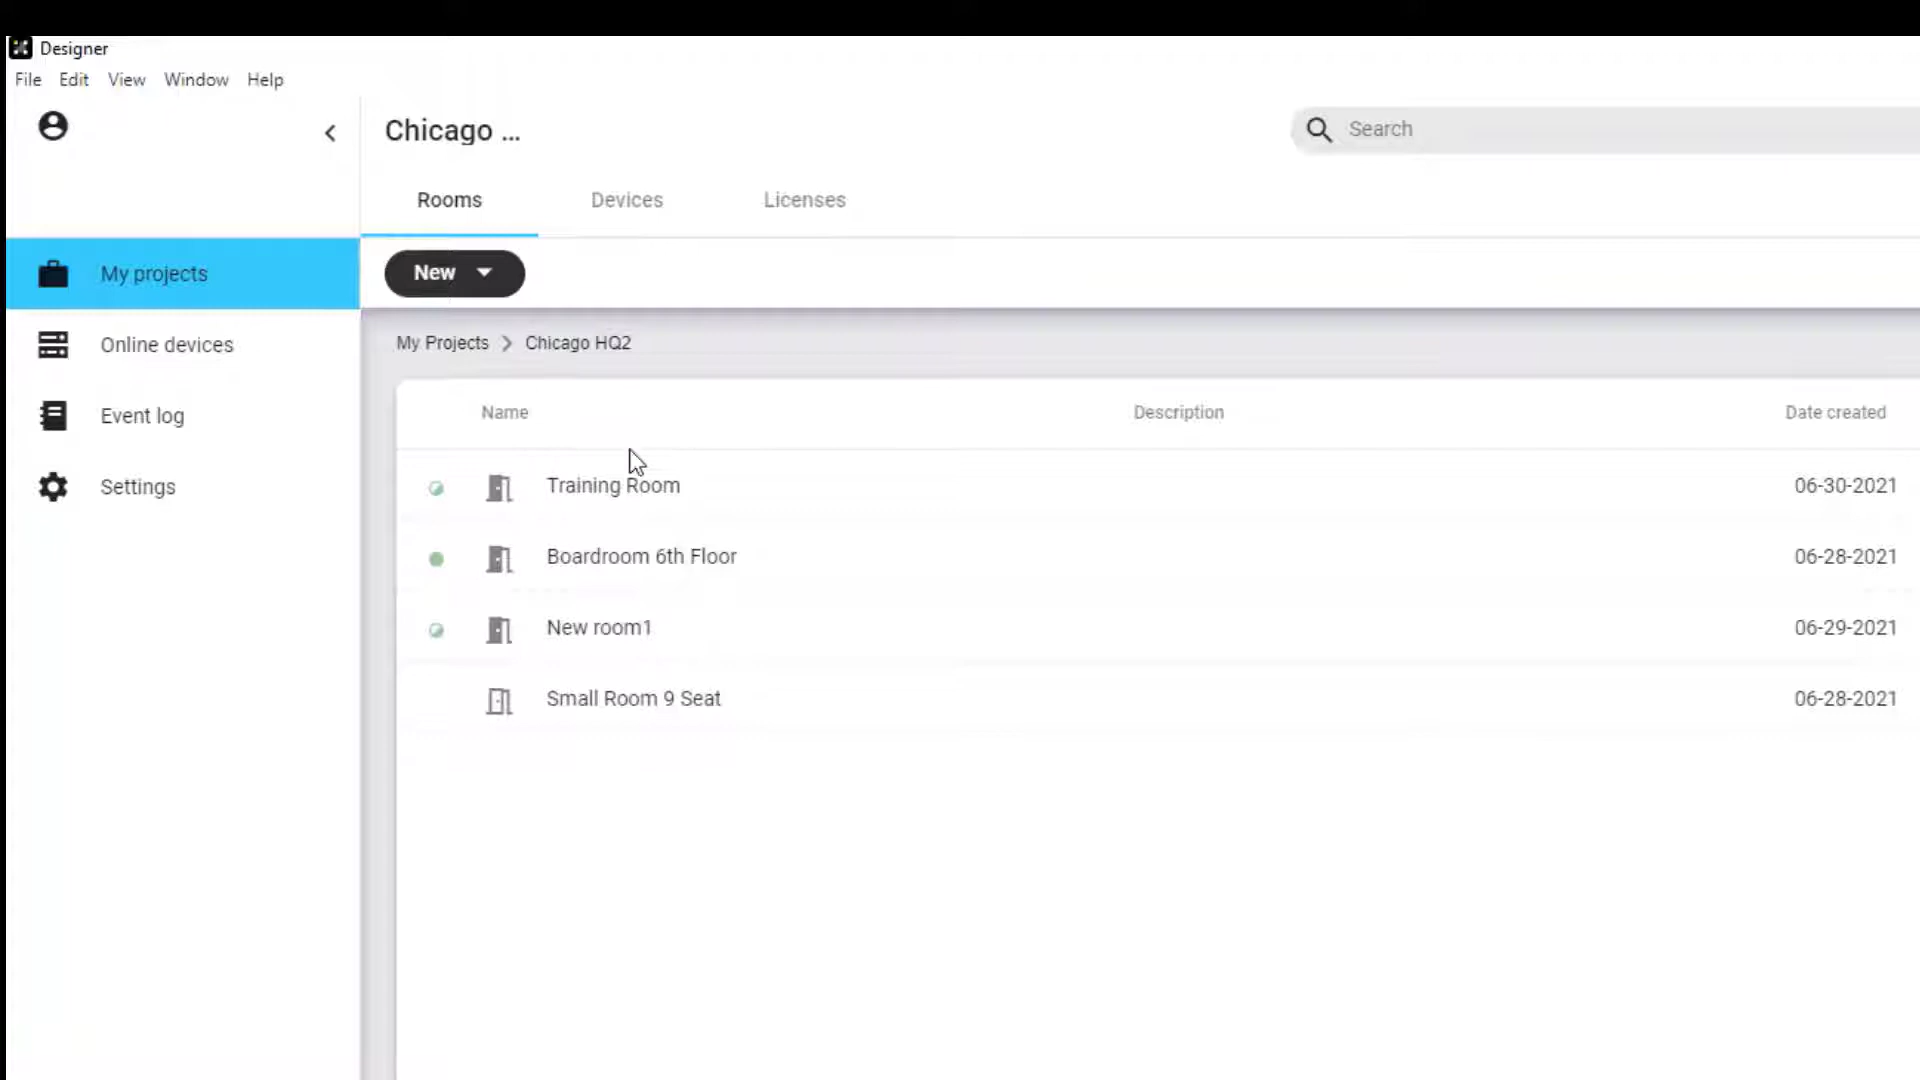 Designer
File Edit View Window Help
Chicago ...
Search
Rooms Devices Licenses
My projects
New
Online devices
My Projects > Chicago HQ2
Event log
Name Description Date created
Settings
Training Room 06-30-2021
Boardroom 6th Floor 06-28-2021
New room1 06-29-2021
Small Room 9 Seat 06-28-2021